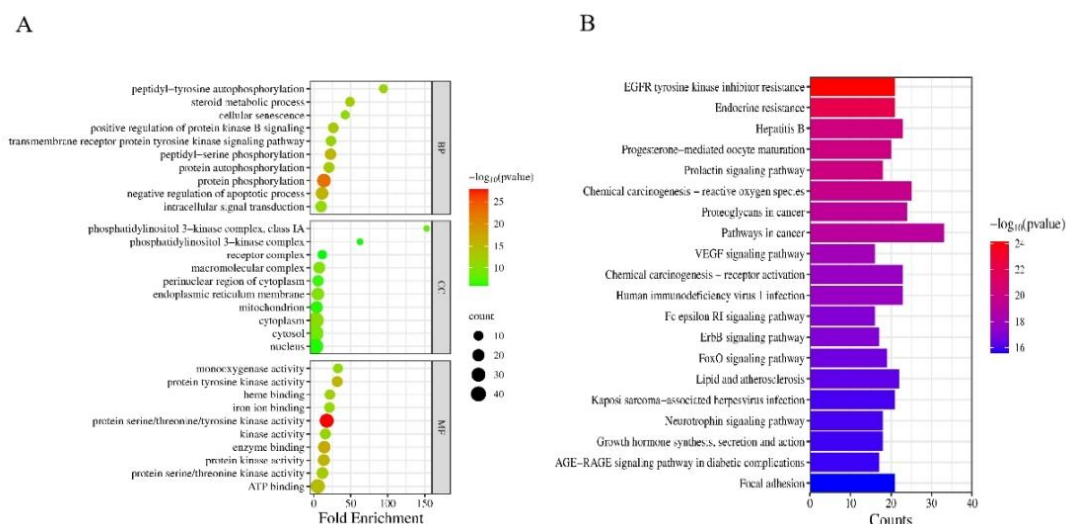 A
B
peptidyl-tyrosine autophosphorylation
steroid metabolic process
cellular senescence
positive regulation of protein kinase B signaling
transmembrane receptor protein tyrosine kinase signaling pathway
peptidyl-serine phosphorylation
protein autophosphorylation
protein phosphorylation
negative regulation of apoptotic process
intracellular signal transduction
BP
phosphatidylinositol 3-kinase complex, class IA
phosphatidylinositol 3-kinase complex
receptor complex
macromolecular complex
perinuclear region of cytoplasm
endoplasmic reticulum membrane
mitochondrion
cytoplasm
cytosol
nucleus
CC
monooxygenase activity
protein tyrosine kinase activity
heme binding
iron ion binding
protein serine/threonine/tyrosine kinase activity
kinase activity
enzyme binding
protein kinase activity
protein serine/threonine kinase activity
ATP binding
MF
0 50 100 150
Fold Enrichment
-log10(pvalue)
25
20
15
10
count
10
20
30
40
EGFR tyrosine kinase inhibitor resistance
Endocrine resistance
Hepatitis B
Progesterone-mediated oocyte maturation
Prolactin signaling pathway
Chemical carcinogenesis - reactive oxygen species
Proteoglycans in cancer
Pathways in cancer
VEGF signaling pathway
Chemical carcinogenesis - receptor activation
Human immunodeficiency virus 1 infection
Fc epsilon RI signaling pathway
ErbB signaling pathway
FoxO signaling pathway
Lipid and atherosclerosis
Kaposi sarcoma-associated herpesvirus infection
Neurotrophin signaling pathway
Growth hormone synthesis, secretion and action
AGE-RAGE signaling pathway in diabetic complications
Focal adhesion
0 10 20 30 40
Counts
-log10(pvalue)
24
22
20
18
16